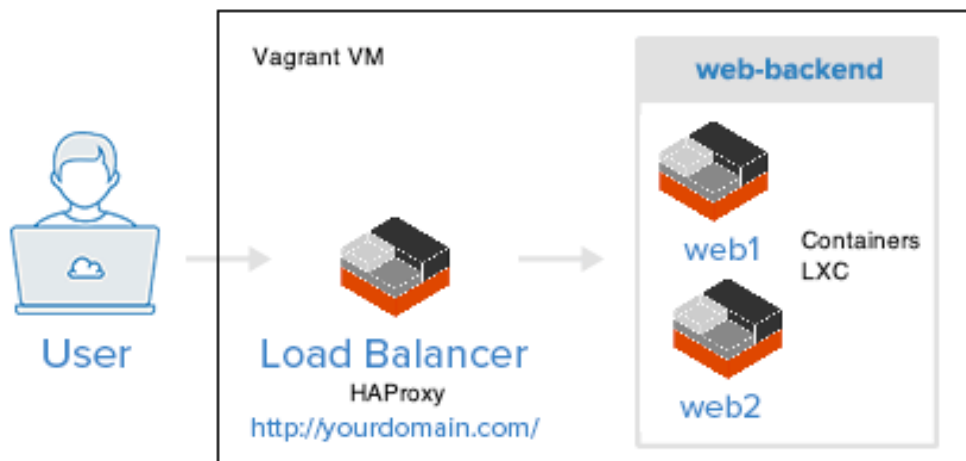 Vagrant VM
web-backend
web1
Containers
LXC
web2
User
Load Balancer
HAProxy
http://yourdomain.com/